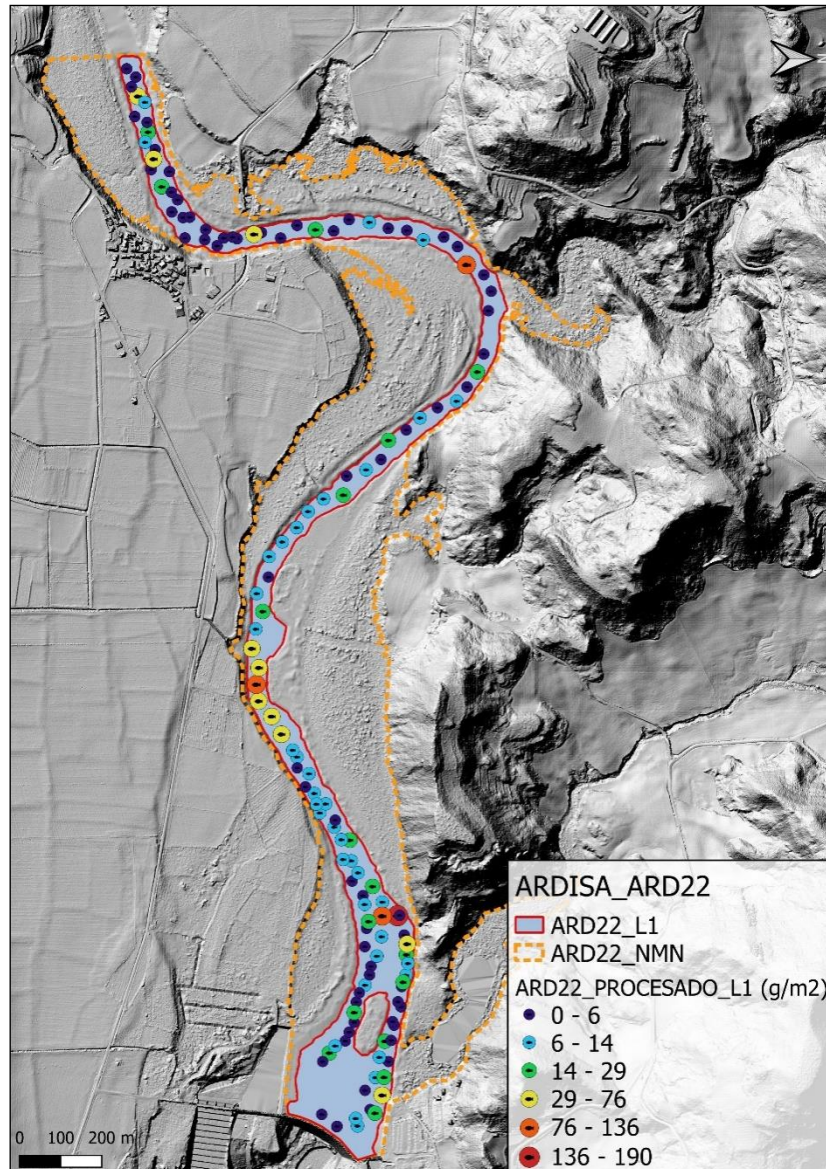 N
ARDISA_ARD22
ARD22_L1
ARD22_NMN
ARD22_PROCESADO_L1 (g/m2)
0 - 6
6 - 14
14 - 29
29 - 76
76 - 136
136 - 190
0 100 200 m